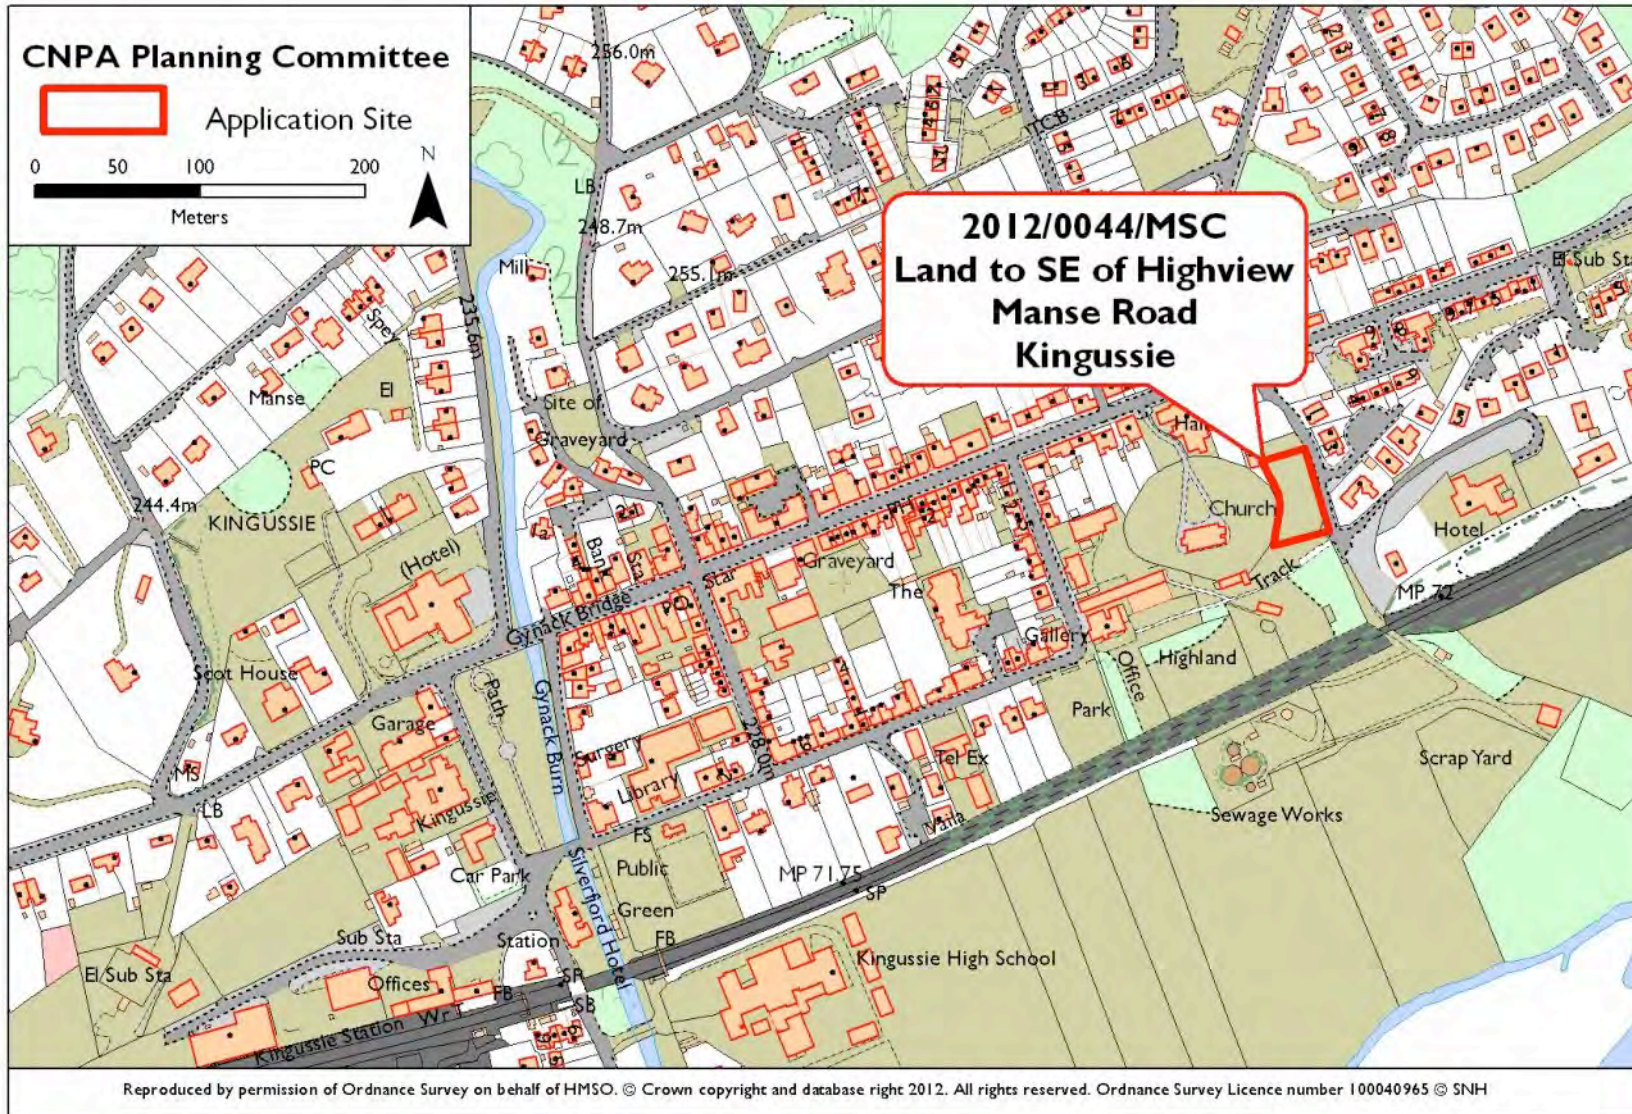 CNPA Planning Committee
Application Site
0 50 100 200
Meters
N
2012/0044/MSC
Land to SE of Highview
Manse Road
Kingussie
256.0m
TCB
LB
248.7m
255.1m
Mill
El Sub Sta
235.6m
Spey
El
Manse
Site of
Graveyard
Hall
PC
244.4m
KINGUSSIE
Church
Hotel
(Hotel)
Bank
Sta
Star
Graveyard
The
Track
MP 72
PO
Gynack Bridge
Gallery
Office
Highland
Scot House
Path
Gynack Burn
Garage
Park
228.0m
Surgery
Tel Ex
Scrap Yard
MS
Library
Kingussie
LB
Vaila
Sewage Works
FS
Public
Car Park
MP 71.75
SP
Silverfjord Hotel
Green
Sub Sta
Station
FB
Kingussie High School
El Sub Sta
Offices
SP
FB
SB
Kingussie Station
Wr T
Reproduced by permission of Ordnance Survey on behalf of HMSO. © Crown copyright and database right 2012. All rights reserved. Ordnance Survey Licence number 100040965 © SNH